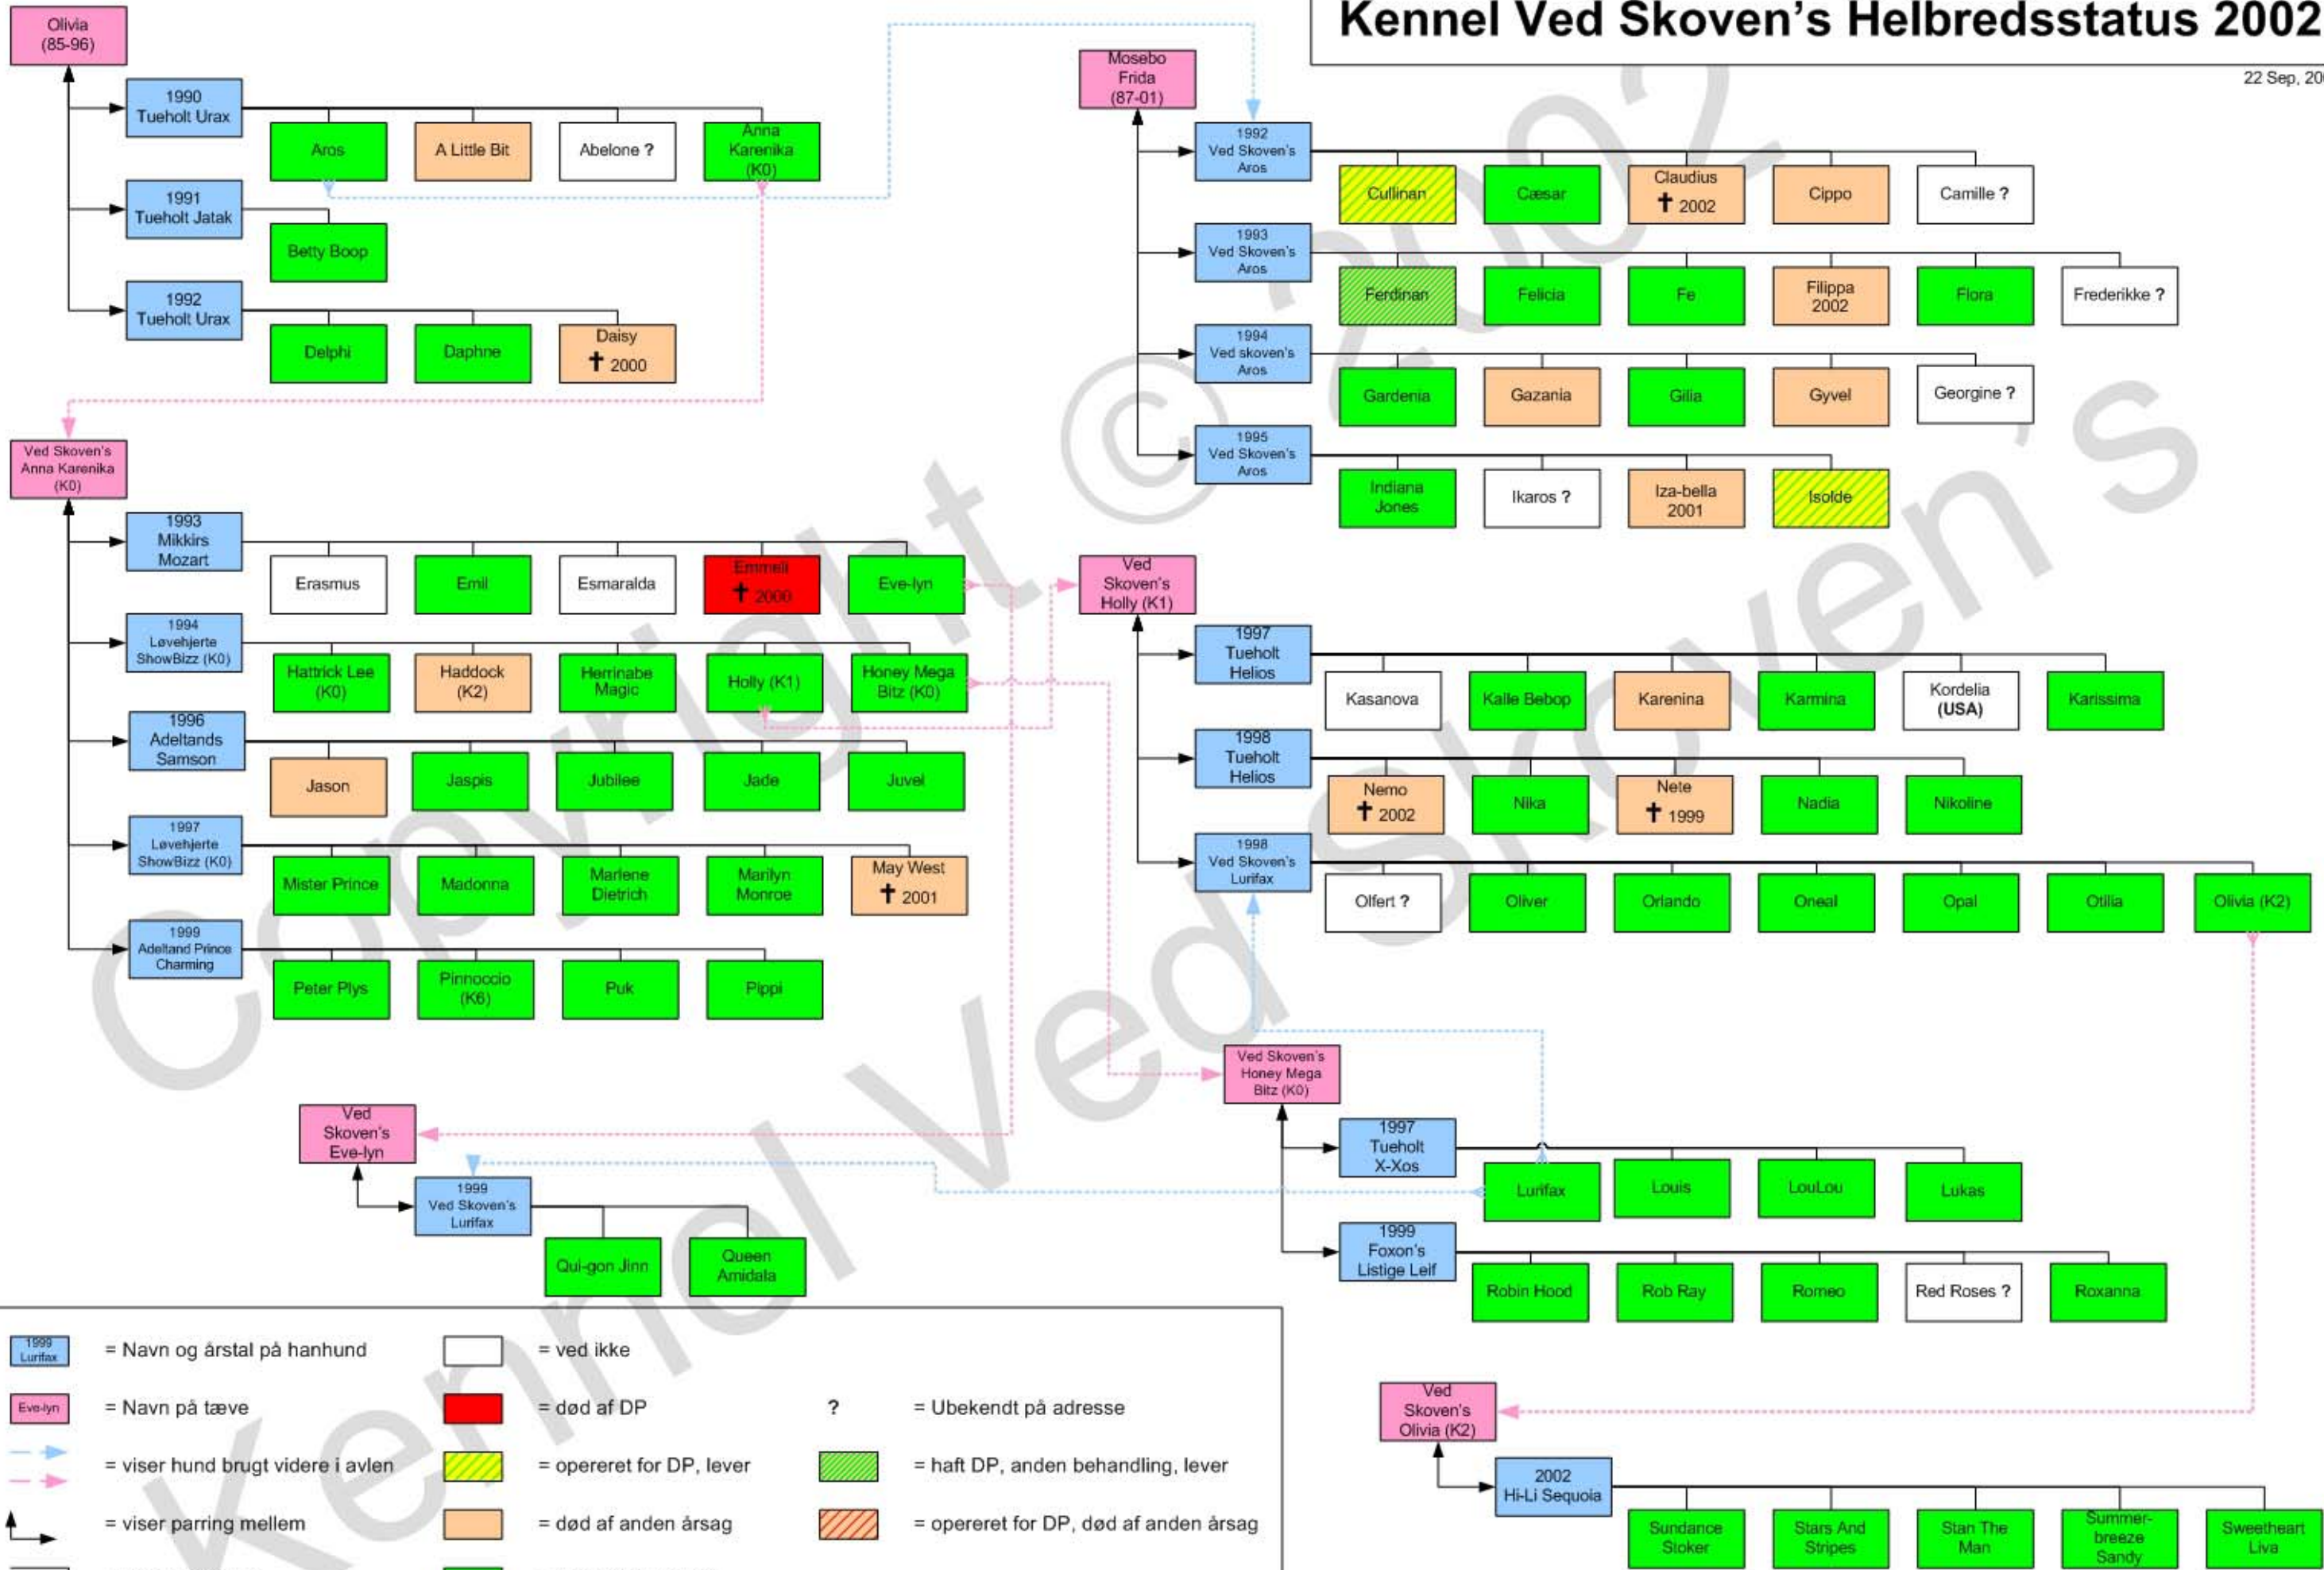 Kennel Ved Skoven's Helbredsstatus 2002
22 Sep, 20
Olivia
(85-96)
1990
Tueholt Urax
Aros
A Little Bit
Abelone ?
Anna
Karenika
(K0)
1991
Tueholt Jatak
Betty Boop
1992
Tueholt Urax
Delphi
Daphne
Daisy
✝ 2000
Mosebo
Frida
(87-01)
1992
Ved Skoven's
Aros
Cullinan
Cæsar
Claudius
✝ 2002
Cippo
Camille ?
1993
Ved Skoven's
Aros
Ferdinan
Felicia
Fe
Filippa
2002
Flora
Frederikke ?
1994
Ved skoven's
Aros
Gardenia
Gazania
Gilia
Gyvel
Georgine ?
1995
Ved Skoven's
Aros
Indiana
Jones
Ikaros ?
Iza-bella
2001
Isolde
Ved Skoven's
Anna Karenika
(K0)
1993
Mikkirs
Mozart
Erasmus
Emil
Esmaralda
Emmeli
✝ 2000
Eve-lyn
1994
Løvehjerte
ShowBizz (K0)
Hattrick Lee
(K0)
Haddock
(K2)
Herrinabe
Magic
Holly (K1)
Honey Mega
Bitz (K0)
1996
Adeltands
Samson
Jason
Jaspis
Jubilee
Jade
Juvel
1997
Løvehjerte
ShowBizz (K0)
Mister Prince
Madonna
Marlene
Dietrich
Marilyn
Monroe
May West
✝ 2001
1999
Adeltand Prince
Charming
Peter Plys
Pinnoccio
(K6)
Puk
Pippi
Ved
Skoven's
Holly (K1)
1997
Tueholt
Helios
Kasanova
Kalle Bebop
Karenina
Karmina
Kordelia
(USA)
Karissima
1998
Tueholt
Helios
Nemo
✝ 2002
Nika
Nete
✝ 1999
Nadia
Nikoline
1998
Ved Skoven's
Lurifax
Olfert ?
Oliver
Orlando
Oneal
Opal
Otilia
Olivia (K2)
Ved
Skoven's
Eve-lyn
1999
Ved Skoven's
Lurifax
Qui-gon Jinn
Queen
Amidala
Ved Skoven's
Honey Mega
Bitz (K0)
1997
Tueholt
X-Xos
Lurifax
Louis
LouLou
Lukas
1999
Foxon's
Listige Leif
Robin Hood
Rob Ray
Romeo
Red Roses ?
Roxanna
Ved
Skoven's
Olivia (K2)
2002
Hi-Li Sequoia
Sundance
Stoker
Stars And
Stripes
Stan The
Man
Summer-
breeze
Sandy
Sweetheart
Liva
1999
Lurifax
= Navn og årstal på hanhund
Eve-lyn
= Navn på tæve
= viser hund brugt videre i avlen
= viser parring mellem
= ved ikke
= død af DP
= opereret for DP, lever
= død af anden årsag
? = Ubekendt på adresse
= haft DP, anden behandling, lever
= opereret for DP, død af anden årsag
Copyright © 2002
Kennel Ved Skoven's